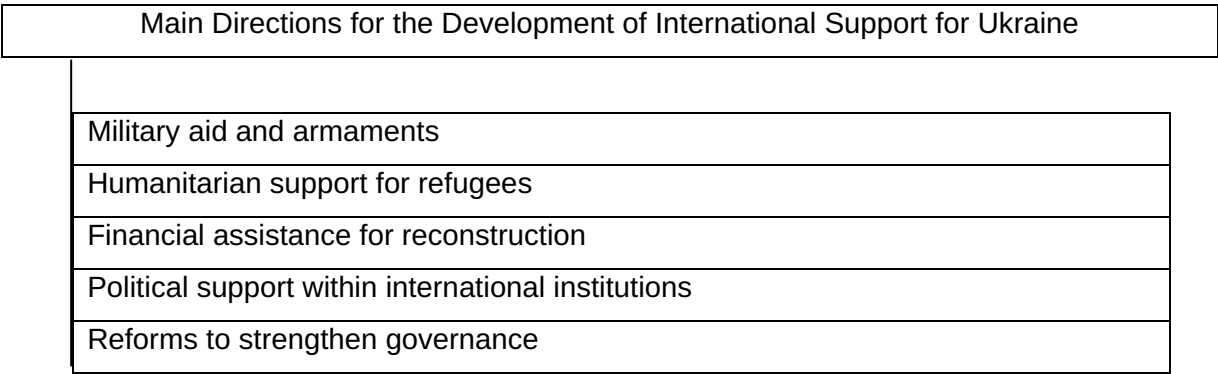 Main Directions for the Development of International Support for Ukraine
Military aid and armaments
Humanitarian support for refugees
Financial assistance for reconstruction
Political support within international institutions
Reforms to strengthen governance